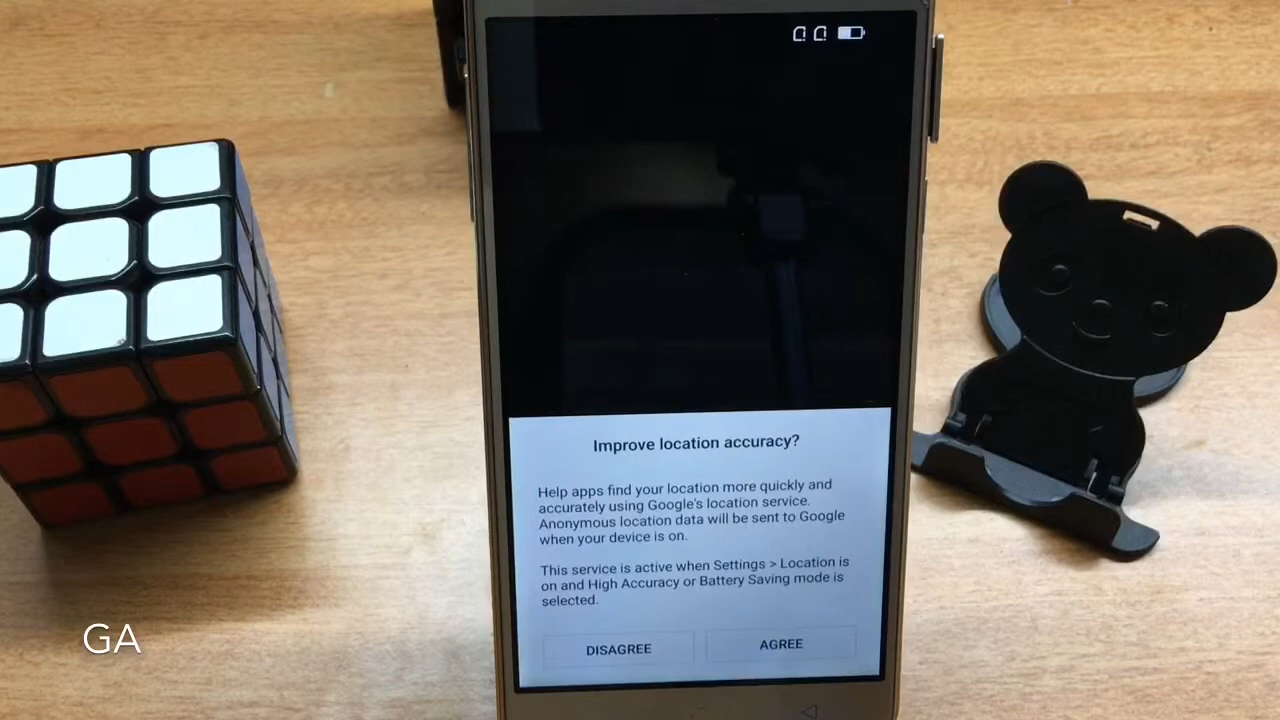 Improve location accuracy?
Help apps find your location more quickly and
accurately using Google's location service.
Anonymous location data will be sent to Google
when your device is on.
This service is active when Settings > Location is
on and High Accuracy or Battery Saving mode is
selected.
DISAGREE AGREE
GA